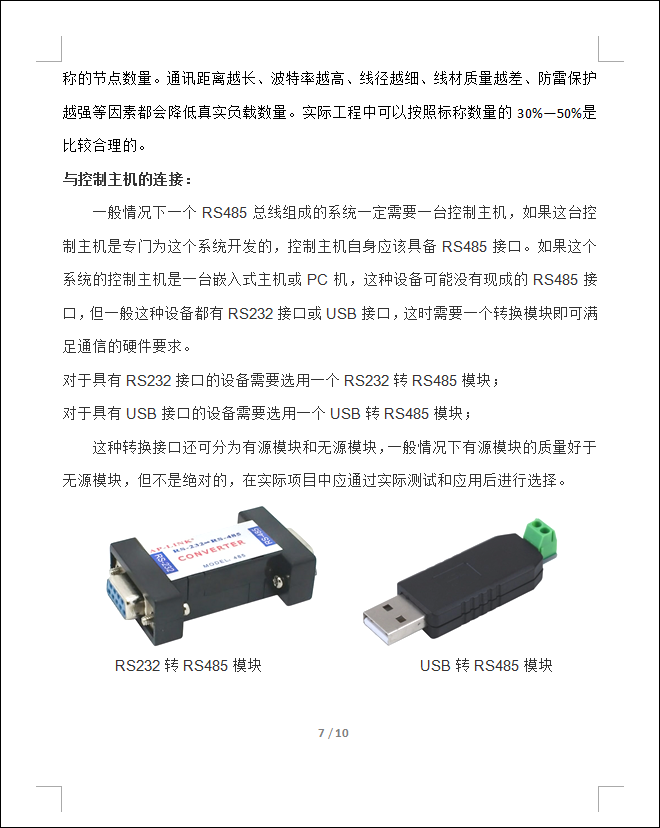 称的节点数量。通讯距离越长、波特率越高、线径越细、线材质量越差、防雷保护
越强等因素都会降低真实负载数量。实际工程中可以按照标称数量的 30%—50%是
比较合理的。
与控制主机的连接：
一般情况下一个 RS485 总线组成的系统一定需要一台控制主机，如果这台控
制主机是专门为这个系统开发的，控制主机自身应该具备 RS485 接口。如果这个
系统的控制主机是一台嵌入式主机或 PC 机，这种设备可能没有现成的 RS485 接
口，但一般这种设备都有 RS232 接口或 USB 接口，这时需要一个转换模块即可满
足通信的硬件要求。
对于具有 RS232 接口的设备需要选用一个 RS232 转 RS485 模块；
对于具有 USB 接口的设备需要选用一个 USB 转 RS485 模块；
这种转换接口还可分为有源模块和无源模块，一般情况下有源模块的质量好于
无源模块，但不是绝对的，在实际项目中应通过实际测试和应用后进行选择。
RS-232 RS-485
CONVERTER
MODEL: 485
RS232
RS485
RS232 转 RS485 模块
USB 转 RS485 模块
7 / 10